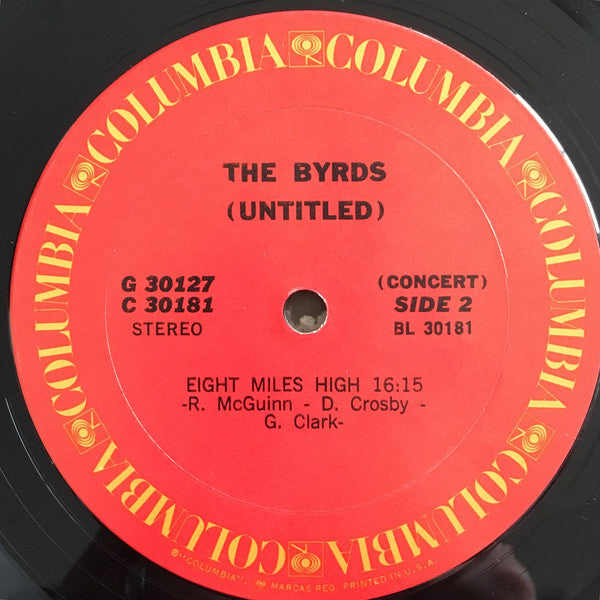 COLUMBIA COLUMBIA COLUMBIA COLUMBIA COLUMBIA COLUMBIA
THE BYRDS
(UNTITLED)
G 30127
C 30181
STEREO
(CONCERT)
SIDE 2
BL 30181
EIGHT MILES HIGH 16:15
-R. McGuinn - D. Crosby -
G. Clark-
®"COLUMBIA", MARCAS REG. PRINTED IN U.S.A.